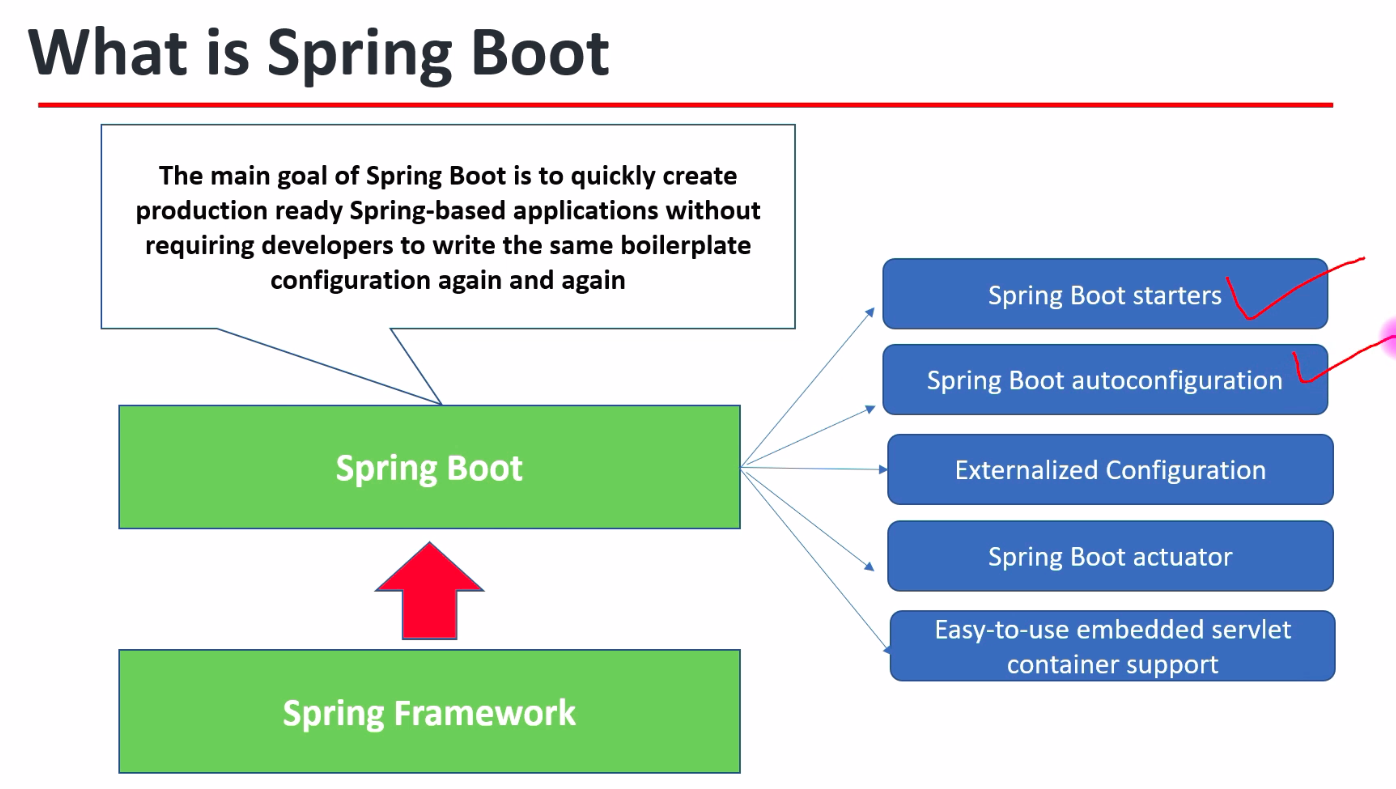 What is Spring Boot
The main goal of Spring Boot is to quickly create
production ready Spring-based applications without
requiring developers to write the same boilerplate
configuration again and again
Spring Boot
Spring Framework
Spring Boot starters
Spring Boot autoconfiguration
Externalized Configuration
Spring Boot actuator
Easy-to-use embedded servlet
container support